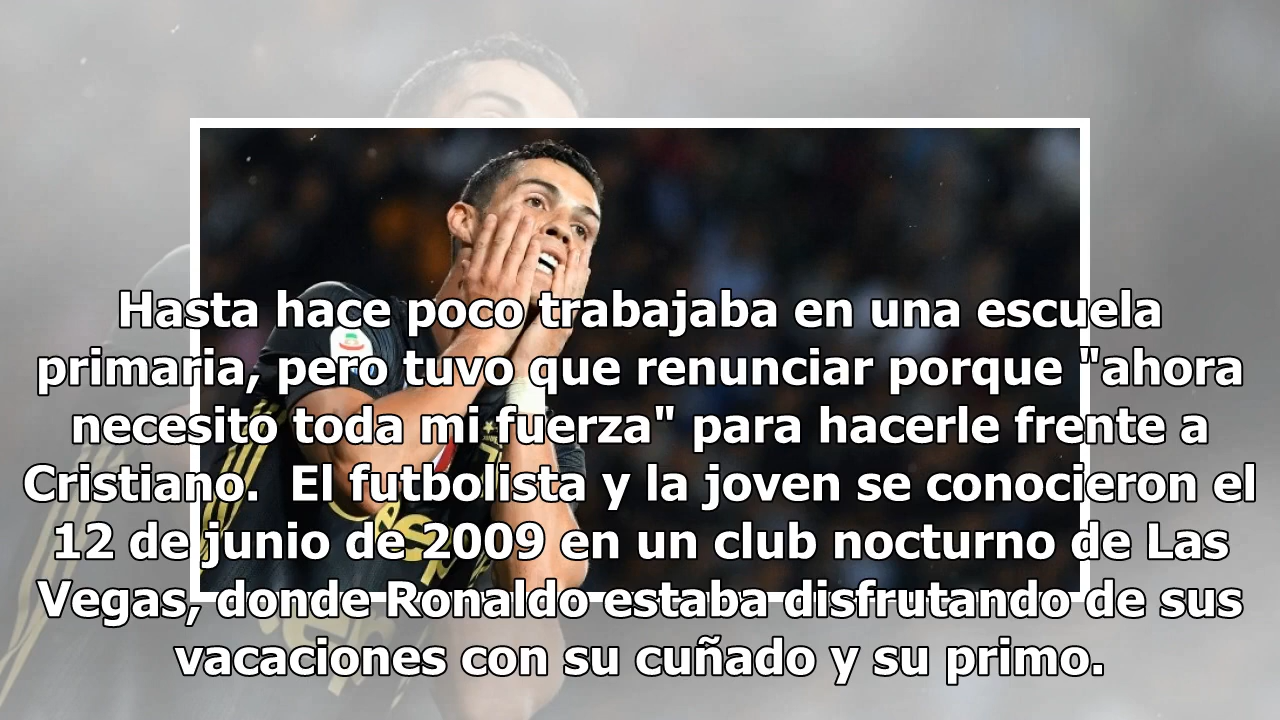 Hasta hace poco trabajaba en una escuela
primaria, pero tuvo que renunciar porque "ahora
necesito toda mi fuerza" para hacerle frente a
Cristiano.  El futbolista y la joven se conocieron el
12 de junio de 2009 en un club nocturno de Las
Vegas, donde Ronaldo estaba disfrutando de sus
vacaciones con su cuñado y su primo.